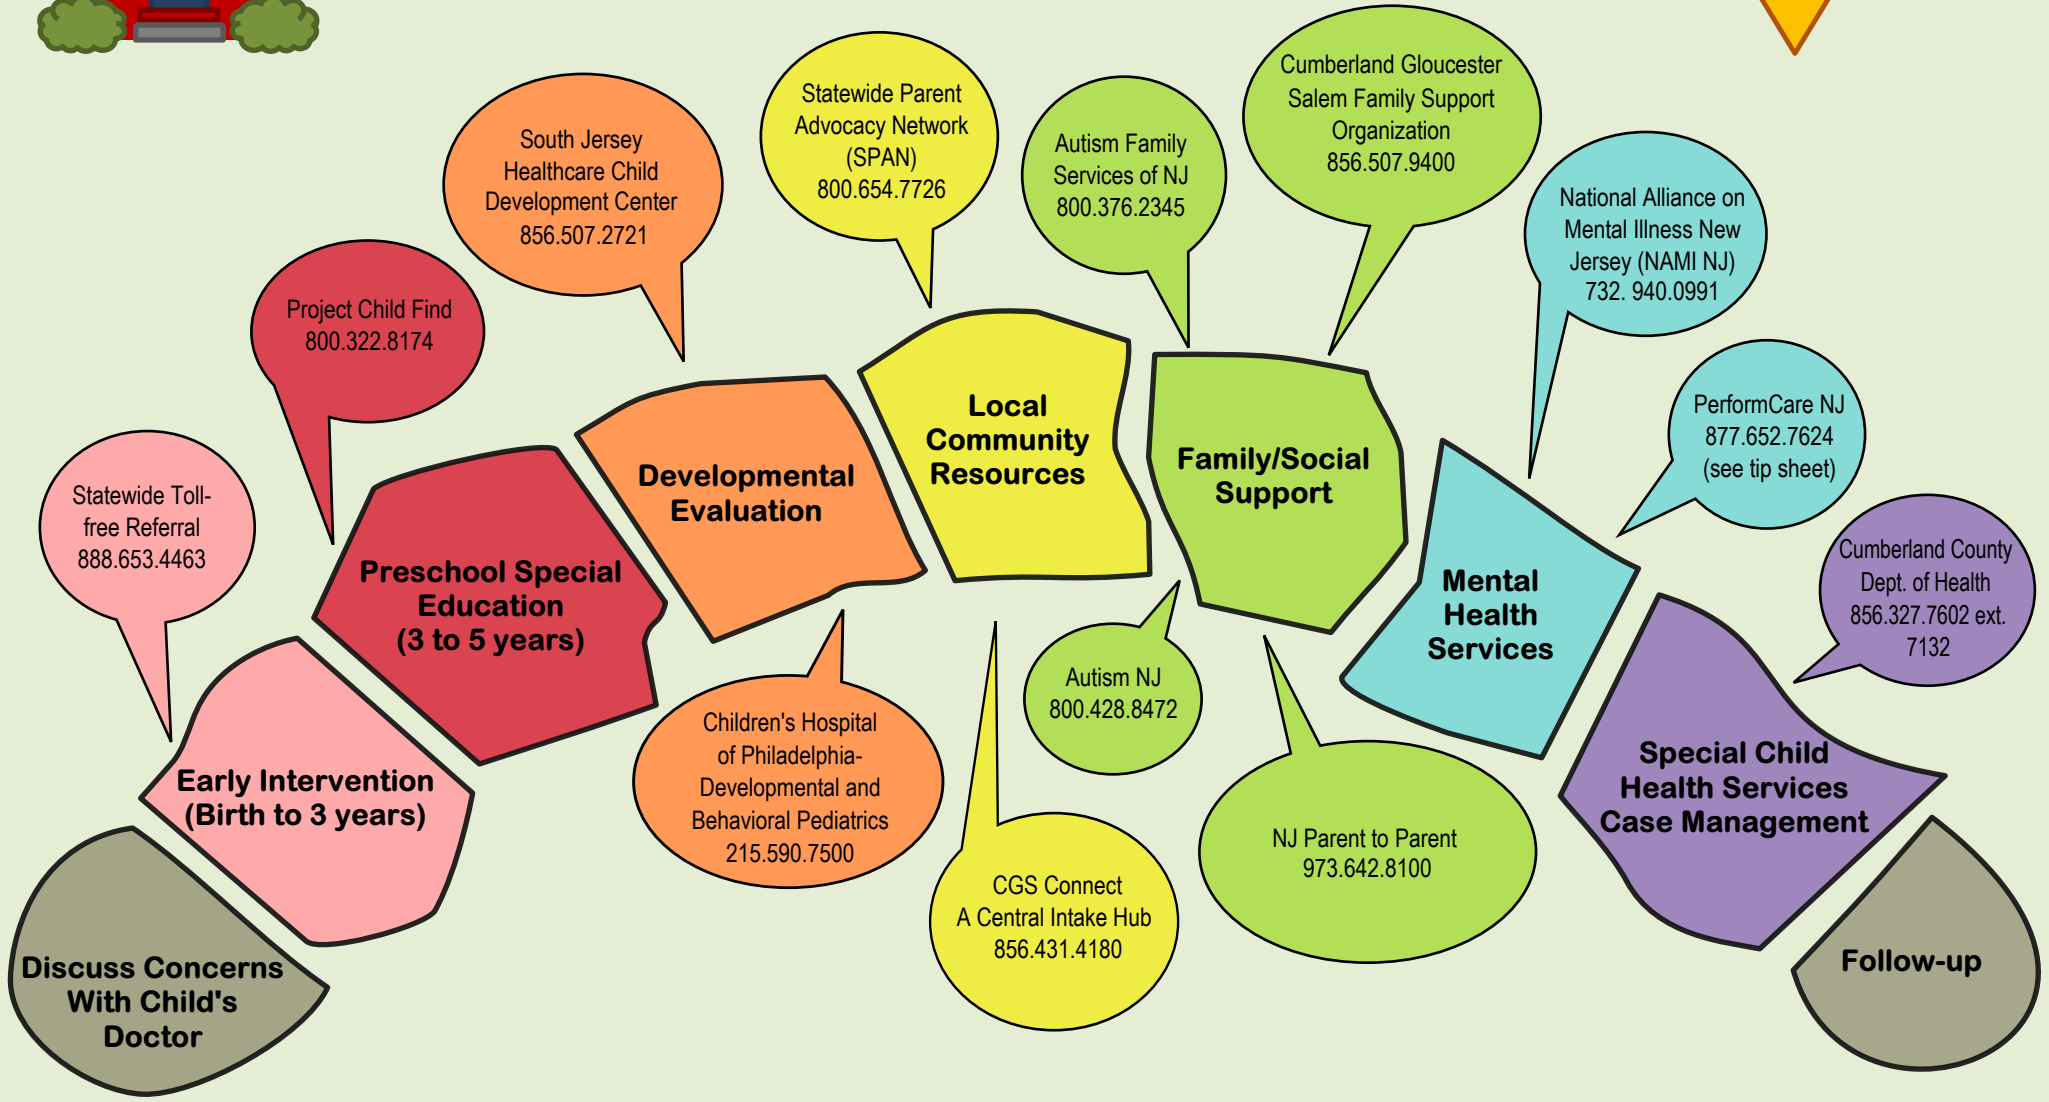 Cumberland Gloucester
Salem Family Support
Organization
856.507.9400
Statewide Parent
Advocacy Network
(SPAN)
800.654.7726
South Jersey
Healthcare Child
Development Center
856.507.2721
Autism Family
Services of NJ
800.376.2345
National Alliance on
Mental Illness New
Jersey (NAMI NJ)
732. 940.0991
Project Child Find
800.322.8174
PerformCare NJ
877.652.7624
(see tip sheet)
Statewide Toll-
free Referral
888.653.4463
Cumberland County
Dept. of Health
856.327.7602 ext.
7132
Discuss Concerns
With Child's
Doctor
Early Intervention
(Birth to 3 years)
Preschool Special
Education
(3 to 5 years)
Developmental
Evaluation
Local
Community
Resources
Family/Social
Support
Mental
Health
Services
Special Child
Health Services
Case Management
Follow-up
Children's Hospital
of Philadelphia-
Developmental and
Behavioral Pediatrics
215.590.7500
CGS Connect
A Central Intake Hub
856.431.4180
Autism NJ
800.428.8472
NJ Parent to Parent
973.642.8100